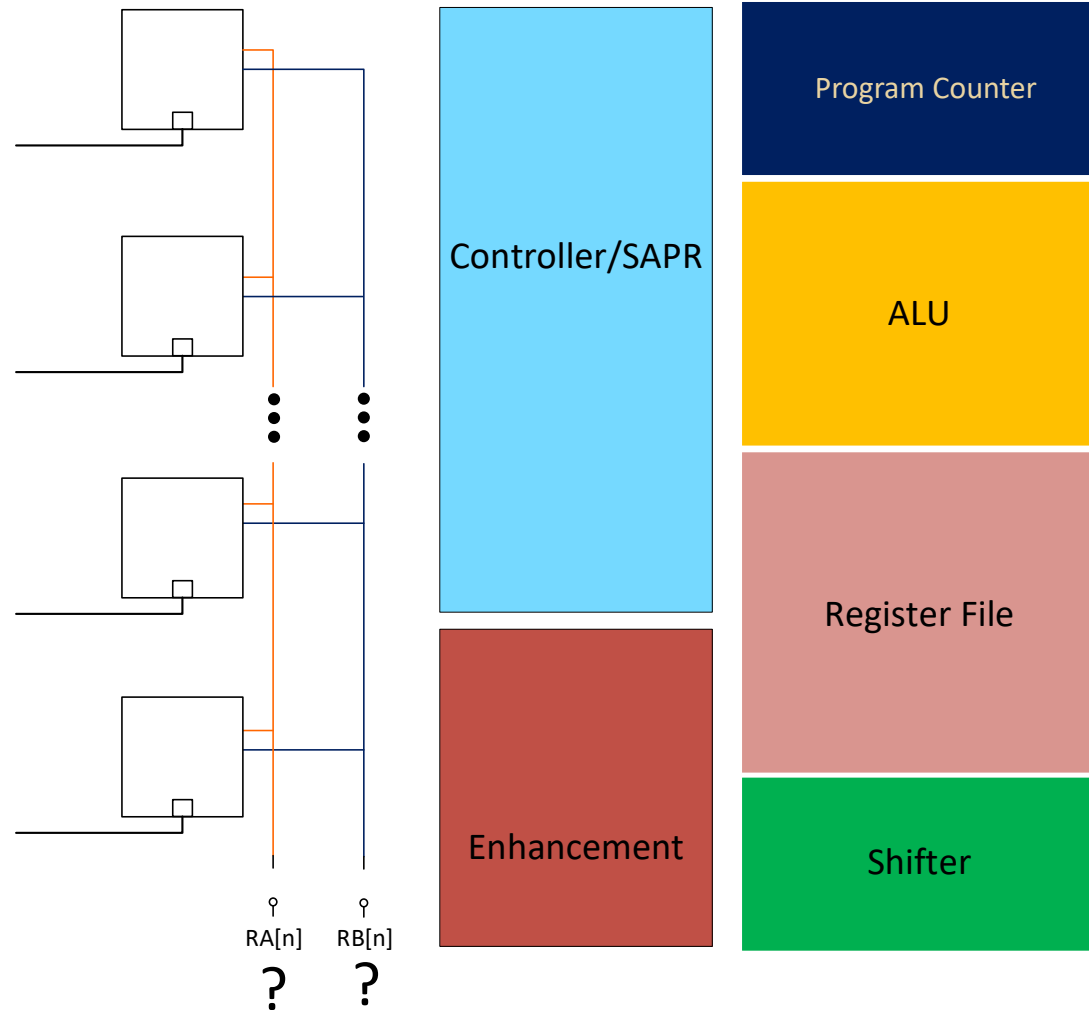 Program Counter
Controller/SAPR
ALU
Register File
Enhancement
Shifter
RA[n] RB[n]
? ?